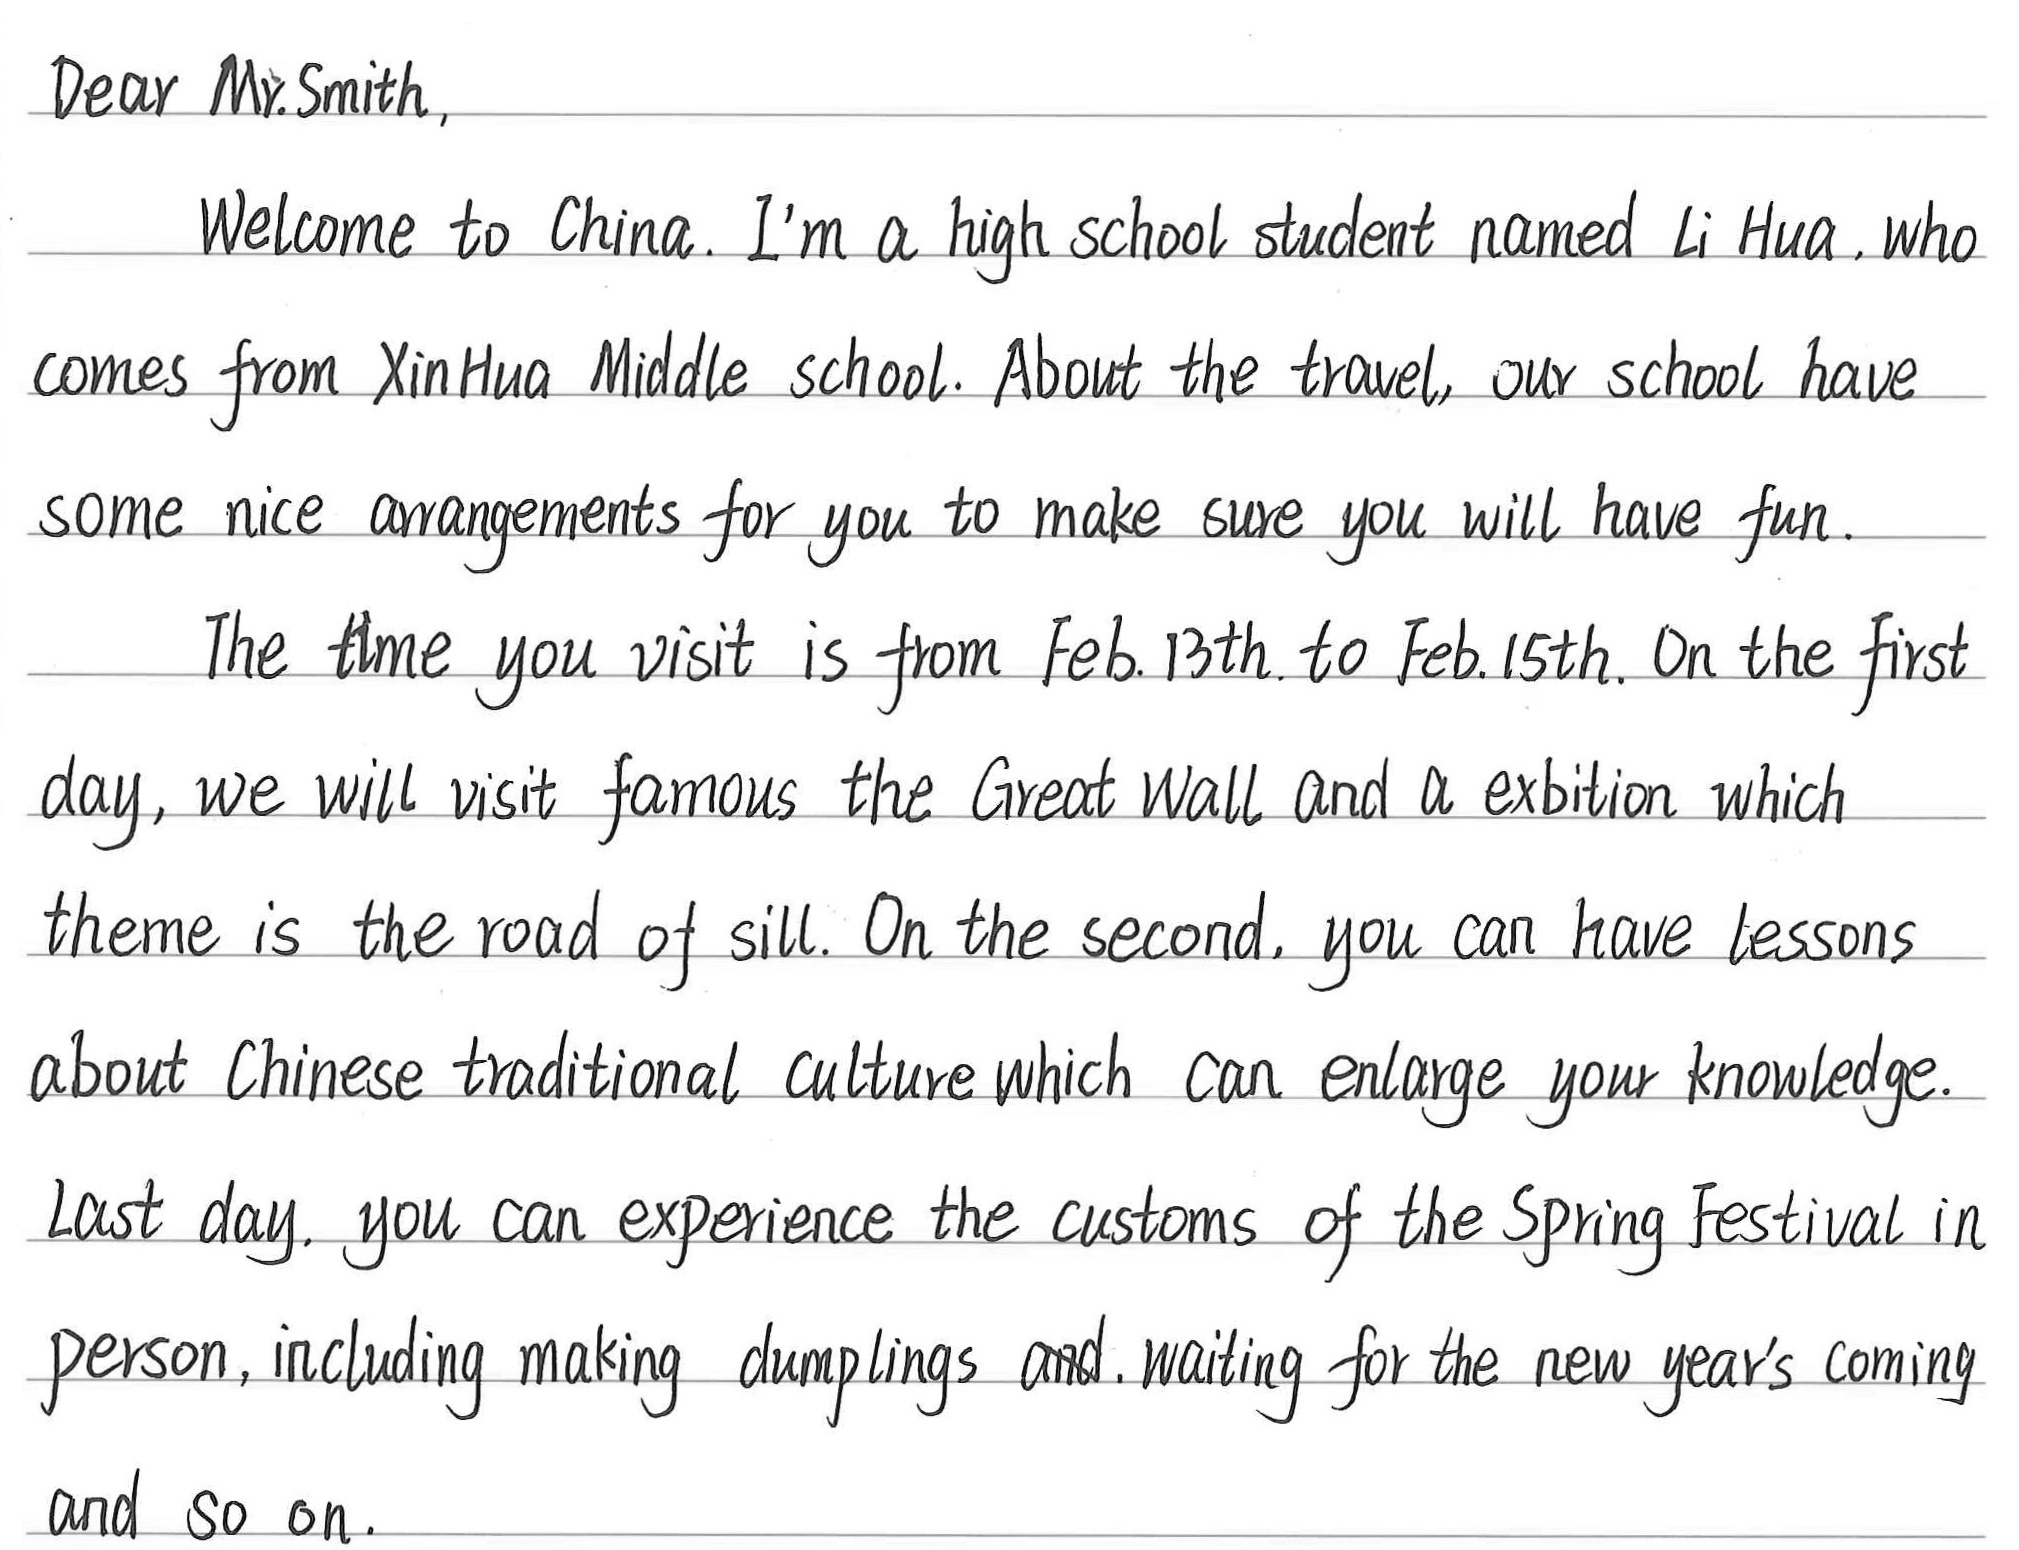 Dear Mr. Smith,
Welcome to China. I'm a high school student named Li Hua, who
comes from XinHua Middle school. About the travel, our school have
some nice arrangements for you to make sure you will have fun.
The time you visit is from Feb. 13th. to Feb. 15th. On the first
day, we will visit famous the Great Wall and a exbition which
theme is the road of sill. On the second, you can have lessons
about Chinese traditional culture which can enlarge your knowledge.
Last day, you can experience the customs of the Spring Festival in
person, including making dumplings and. waiting for the new year's coming
and so on.